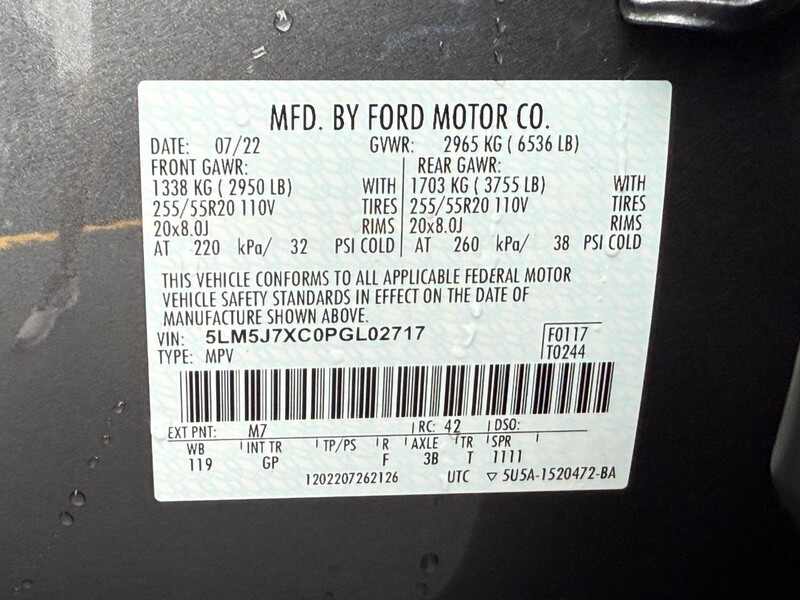 MFD. BY FORD MOTOR CO.
DATE: 07/22 GVWR: 2965 KG ( 6536 LB)
FRONT GAWR: REAR GAWR:
1338 KG ( 2950 LB) WITH 1703 KG ( 3755 LB) WITH
255/55R20 110V TIRES 255/55R20 110V TIRES
20x8.0J RIMS 20x8.0J RIMS
AT 220 kPa/ 32 PSI COLD AT 260 kPa/ 38 PSI COLD
THIS VEHICLE CONFORMS TO ALL APPLICABLE FEDERAL MOTOR
VEHICLE SAFETY STANDARDS IN EFFECT ON THE DATE OF
MANUFACTURE SHOWN ABOVE.
VIN: 5LM5J7XC0PGL02717 F0117
TYPE: MPV T0244
EXT PNT: M7 RC: 42 DSO:
WB INT TR TP/PS R AXLE TR SPR
119 GP F 3B T 1111
1202207262126 UTC ▽ 5U5A-1520472-BA